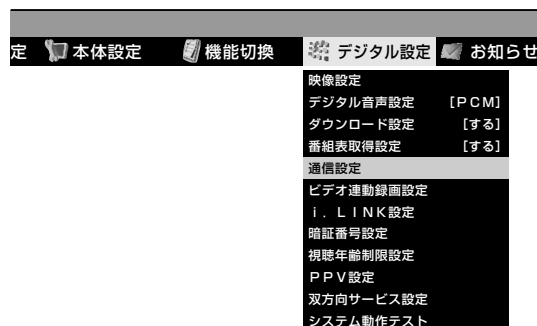 定 本体設定 機能切換 デジタル設定 お知らせ
映像設定
デジタル音声設定 [PCM]
ダウンロード設定 [する]
番組表取得設定 [する]
通信設定
ビデオ連動録画設定
i.LINK設定
暗証番号設定
視聴年齢制限設定
PPV設定
双方向サービス設定
システム動作テスト